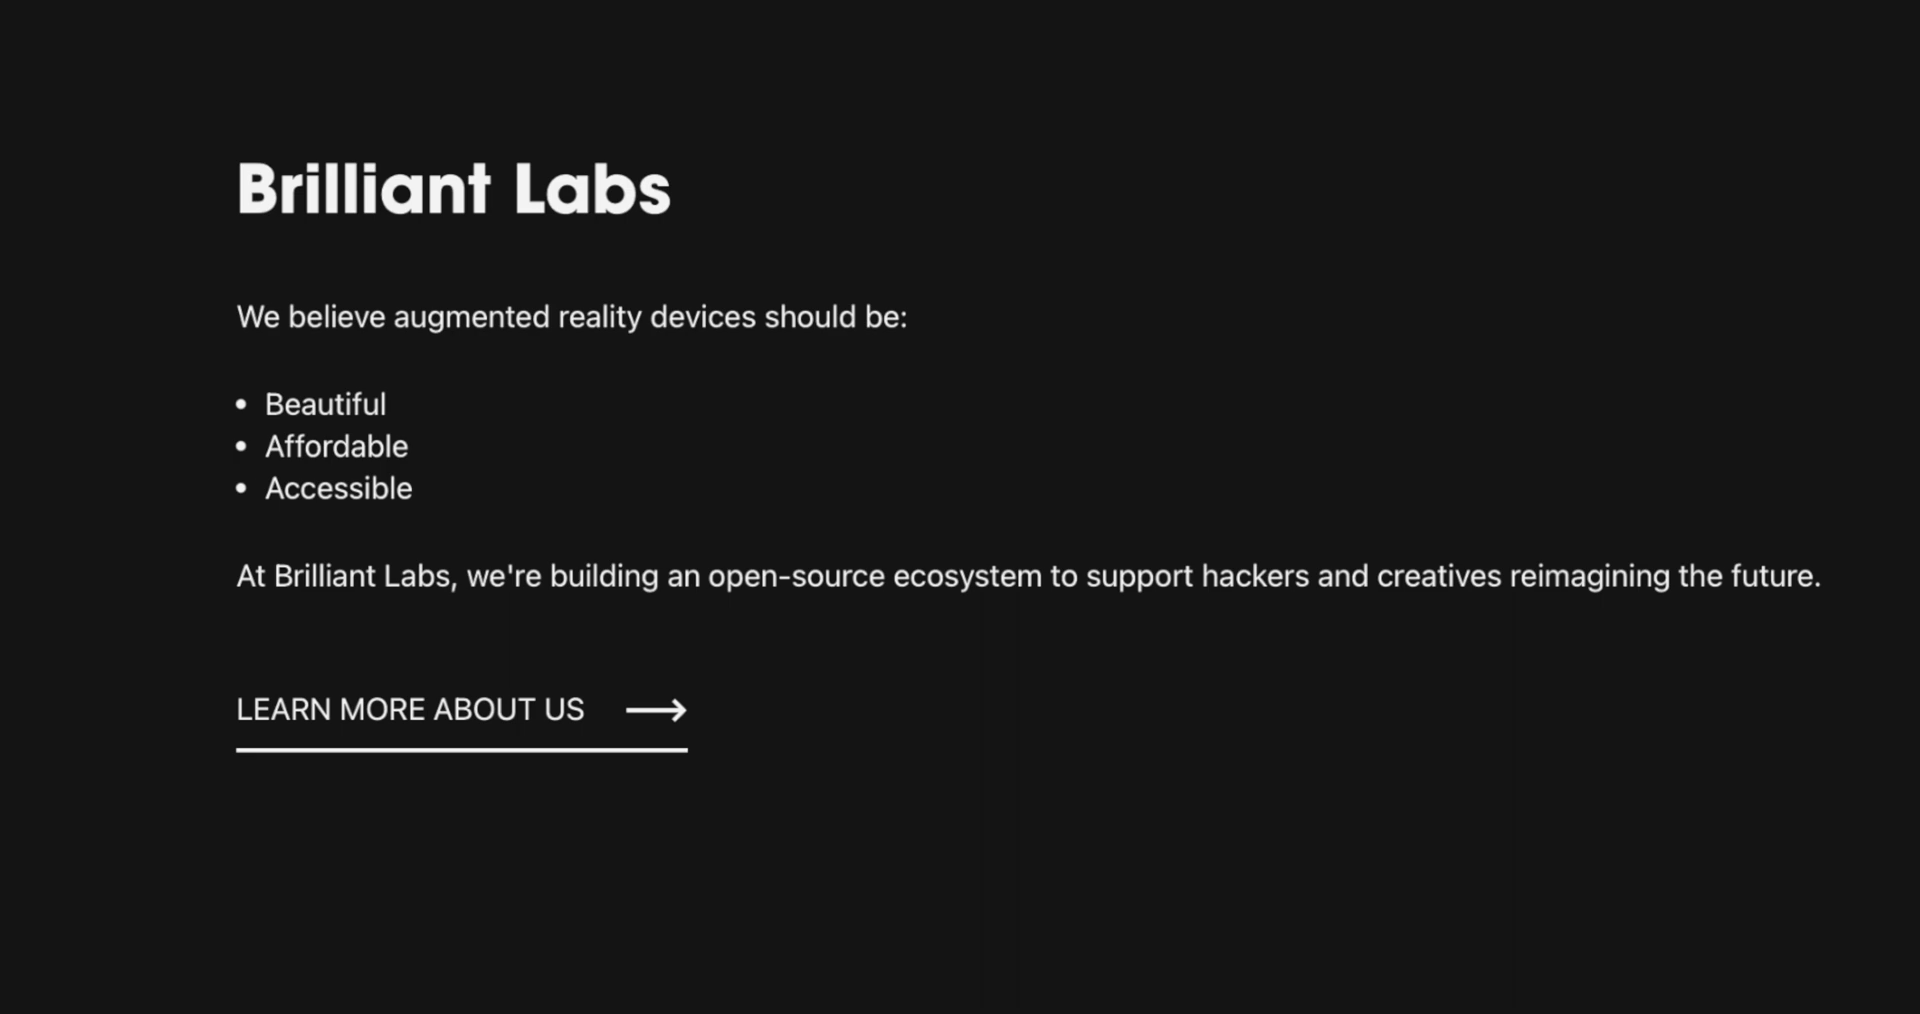 Brilliant Labs
We believe augmented reality devices should be:
• Beautiful
• Affordable
• Accessible
At Brilliant Labs, we're building an open-source ecosystem to support hackers and creatives reimagining the future.
LEARN MORE ABOUT US